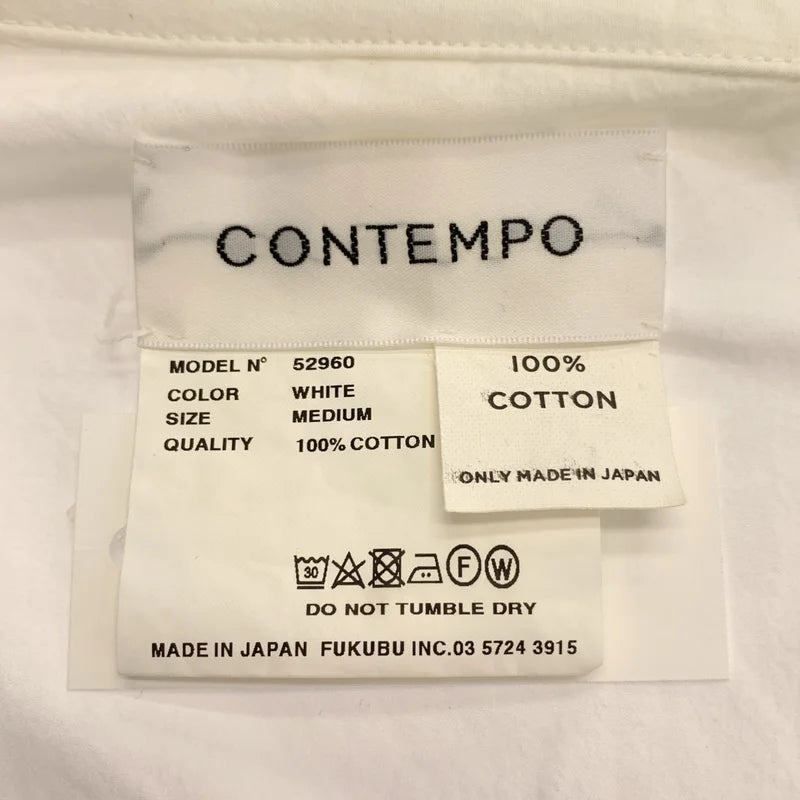 CONTEMPO
MODEL N° 52960
COLOR WHITE
SIZE MEDIUM
QUALITY 100% COTTON
100%
COTTON
ONLY MADE IN JAPAN
30 F W
DO NOT TUMBLE DRY
MADE IN JAPAN FUKUBU INC.03 5724 3915